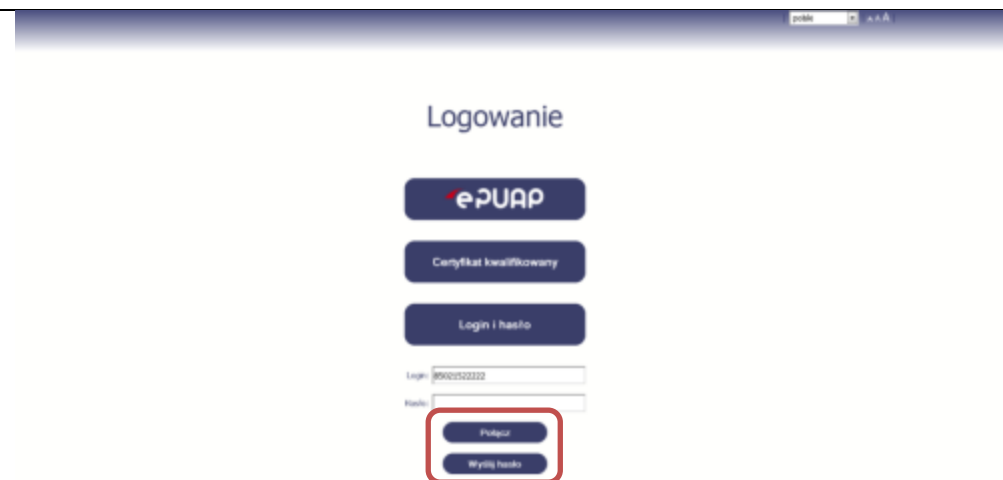 polski A A A
Logowanie
ePUAP
Certyfikat kwalifikowany
Login i hasło
Login:
Hasło:
Połącz
Wyślij hasło